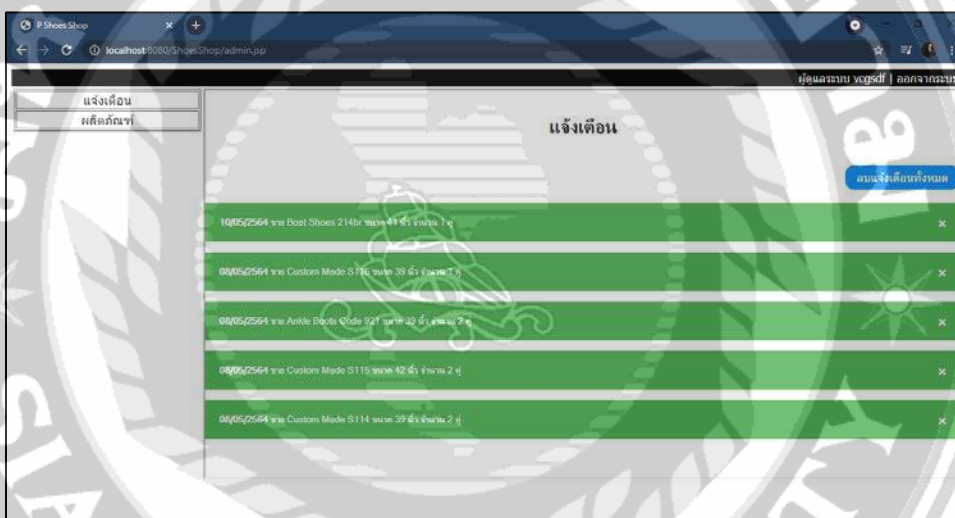 P Shoes Shop
localhost:8080/ShoesShop/admin.jsp
ผู้ดูแลระบบ ycgsdf | ออกจากระบบ
แจ้งเตือน
ผลิตภัณฑ์
แจ้งเตือน
ลบแจ้งเตือนทั้งหมด
10/05/2564 ขาย Boat Shoes 214br ขนาด 41 นิ้ว จำนวน 1 คู่
08/05/2564 ขาย Custom Made S116 ขนาด 39 นิ้ว จำนวน 1 คู่
08/05/2564 ขาย Ankle Boots Code 921 ขนาด 39 นิ้ว จำนวน 2 คู่
08/05/2564 ขาย Custom Made S115 ขนาด 42 นิ้ว จำนวน 2 คู่
08/05/2564 ขาย Custom Made S114 ขนาด 39 นิ้ว จำนวน 2 คู่